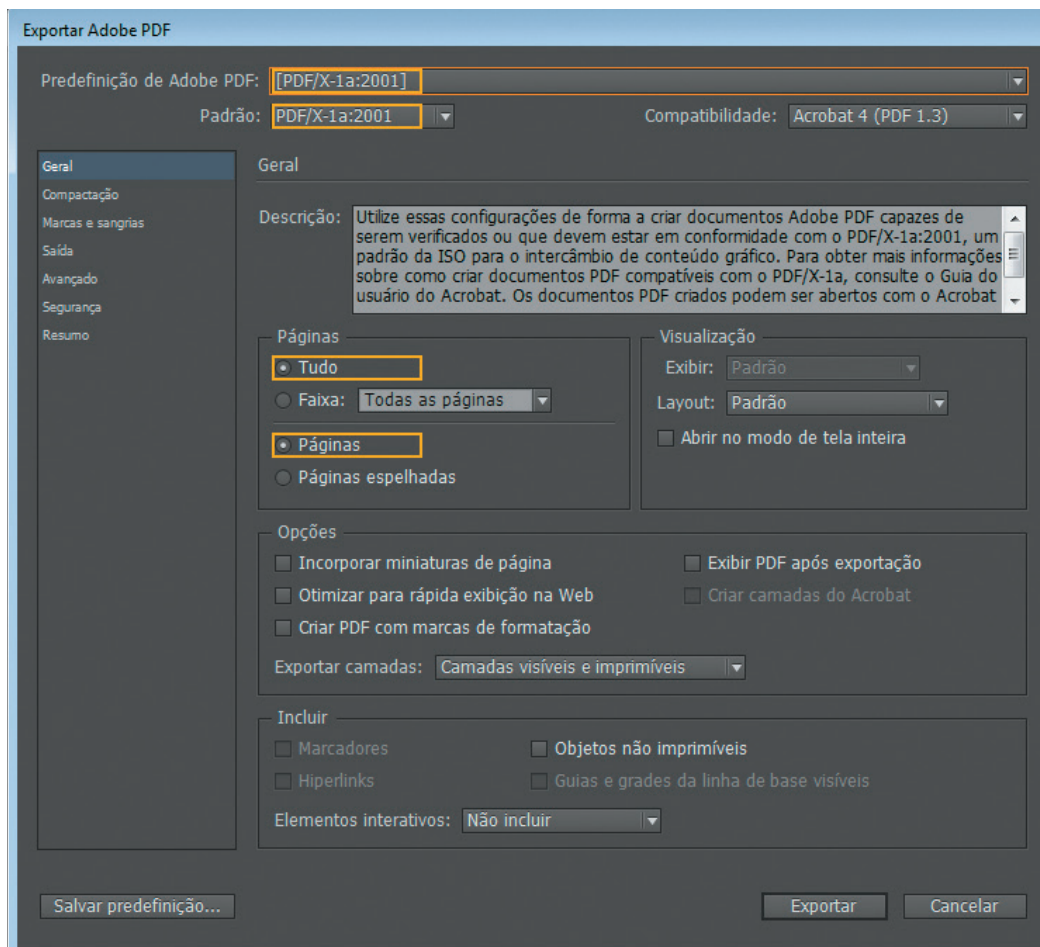 Exportar Adobe PDF
Predefinição de Adobe PDF: [PDF/X-1a:2001]
Padrão: PDF/X-1a:2001 Compatibilidade: Acrobat 4 (PDF 1.3)
Geral
Compactação
Marcas e sangrias
Saída
Avançado
Segurança
Resumo
Geral
Descrição: Utilize essas configurações de forma a criar documentos Adobe PDF capazes de
serem verificados ou que devem estar em conformidade com o PDF/X-1a:2001, um
padrão da ISO para o intercâmbio de conteúdo gráfico. Para obter mais informações
sobre como criar documentos PDF compatíveis com o PDF/X-1a, consulte o Guia do
usuário do Acrobat. Os documentos PDF criados podem ser abertos com o Acrobat
Páginas
Tudo
Faixa: Todas as páginas
Páginas
Páginas espelhadas
Visualização
Exibir: Padrão
Layout: Padrão
Abrir no modo de tela inteira
Opções
Incorporar miniaturas de página
Otimizar para rápida exibição na Web
Criar PDF com marcas de formatação
Exibir PDF após exportação
Criar camadas do Acrobat
Exportar camadas: Camadas visíveis e imprimíveis
Incluir
Marcadores
Hiperlinks
Objetos não imprimíveis
Guias e grades da linha de base visíveis
Elementos interativos: Não incluir
Salvar predefinição... Exportar Cancelar